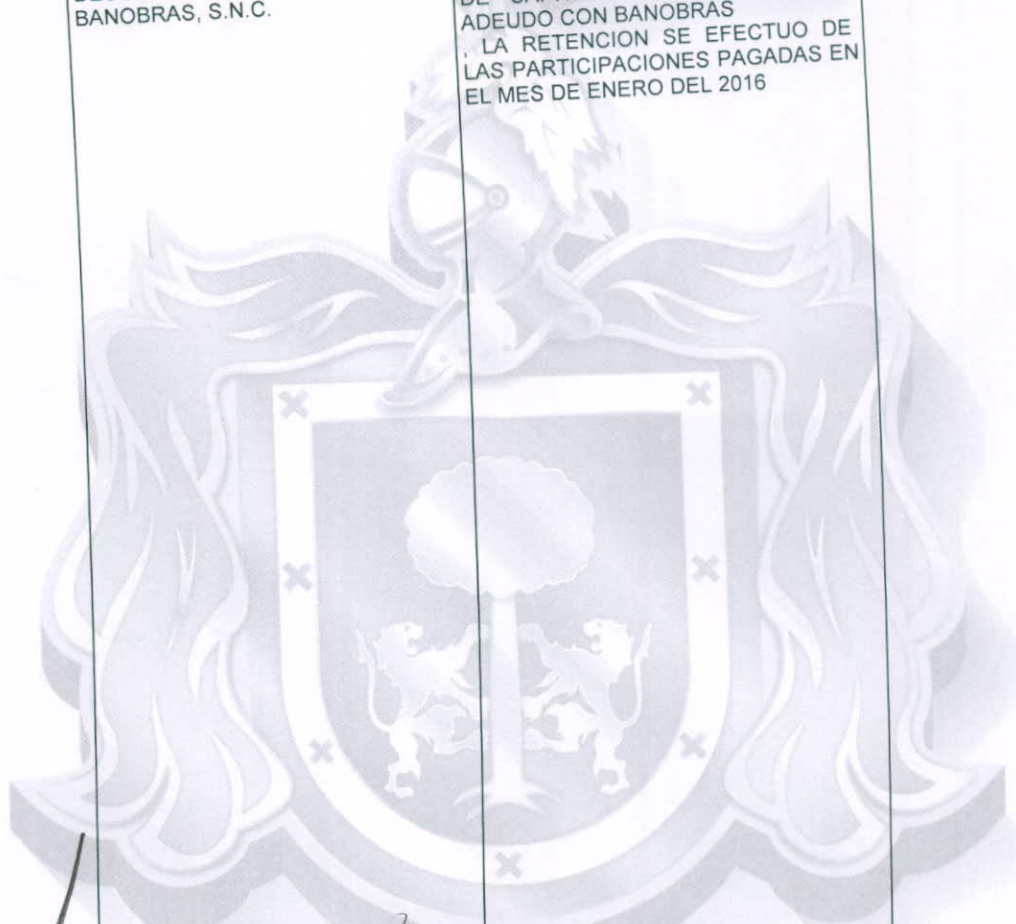 BANOBRAS, S.N.C.
ADEUDO CON BANOBRAS
, LA RETENCION SE EFECTUO DE
LAS PARTICIPACIONES PAGADAS EN
EL MES DE ENERO DEL 2016